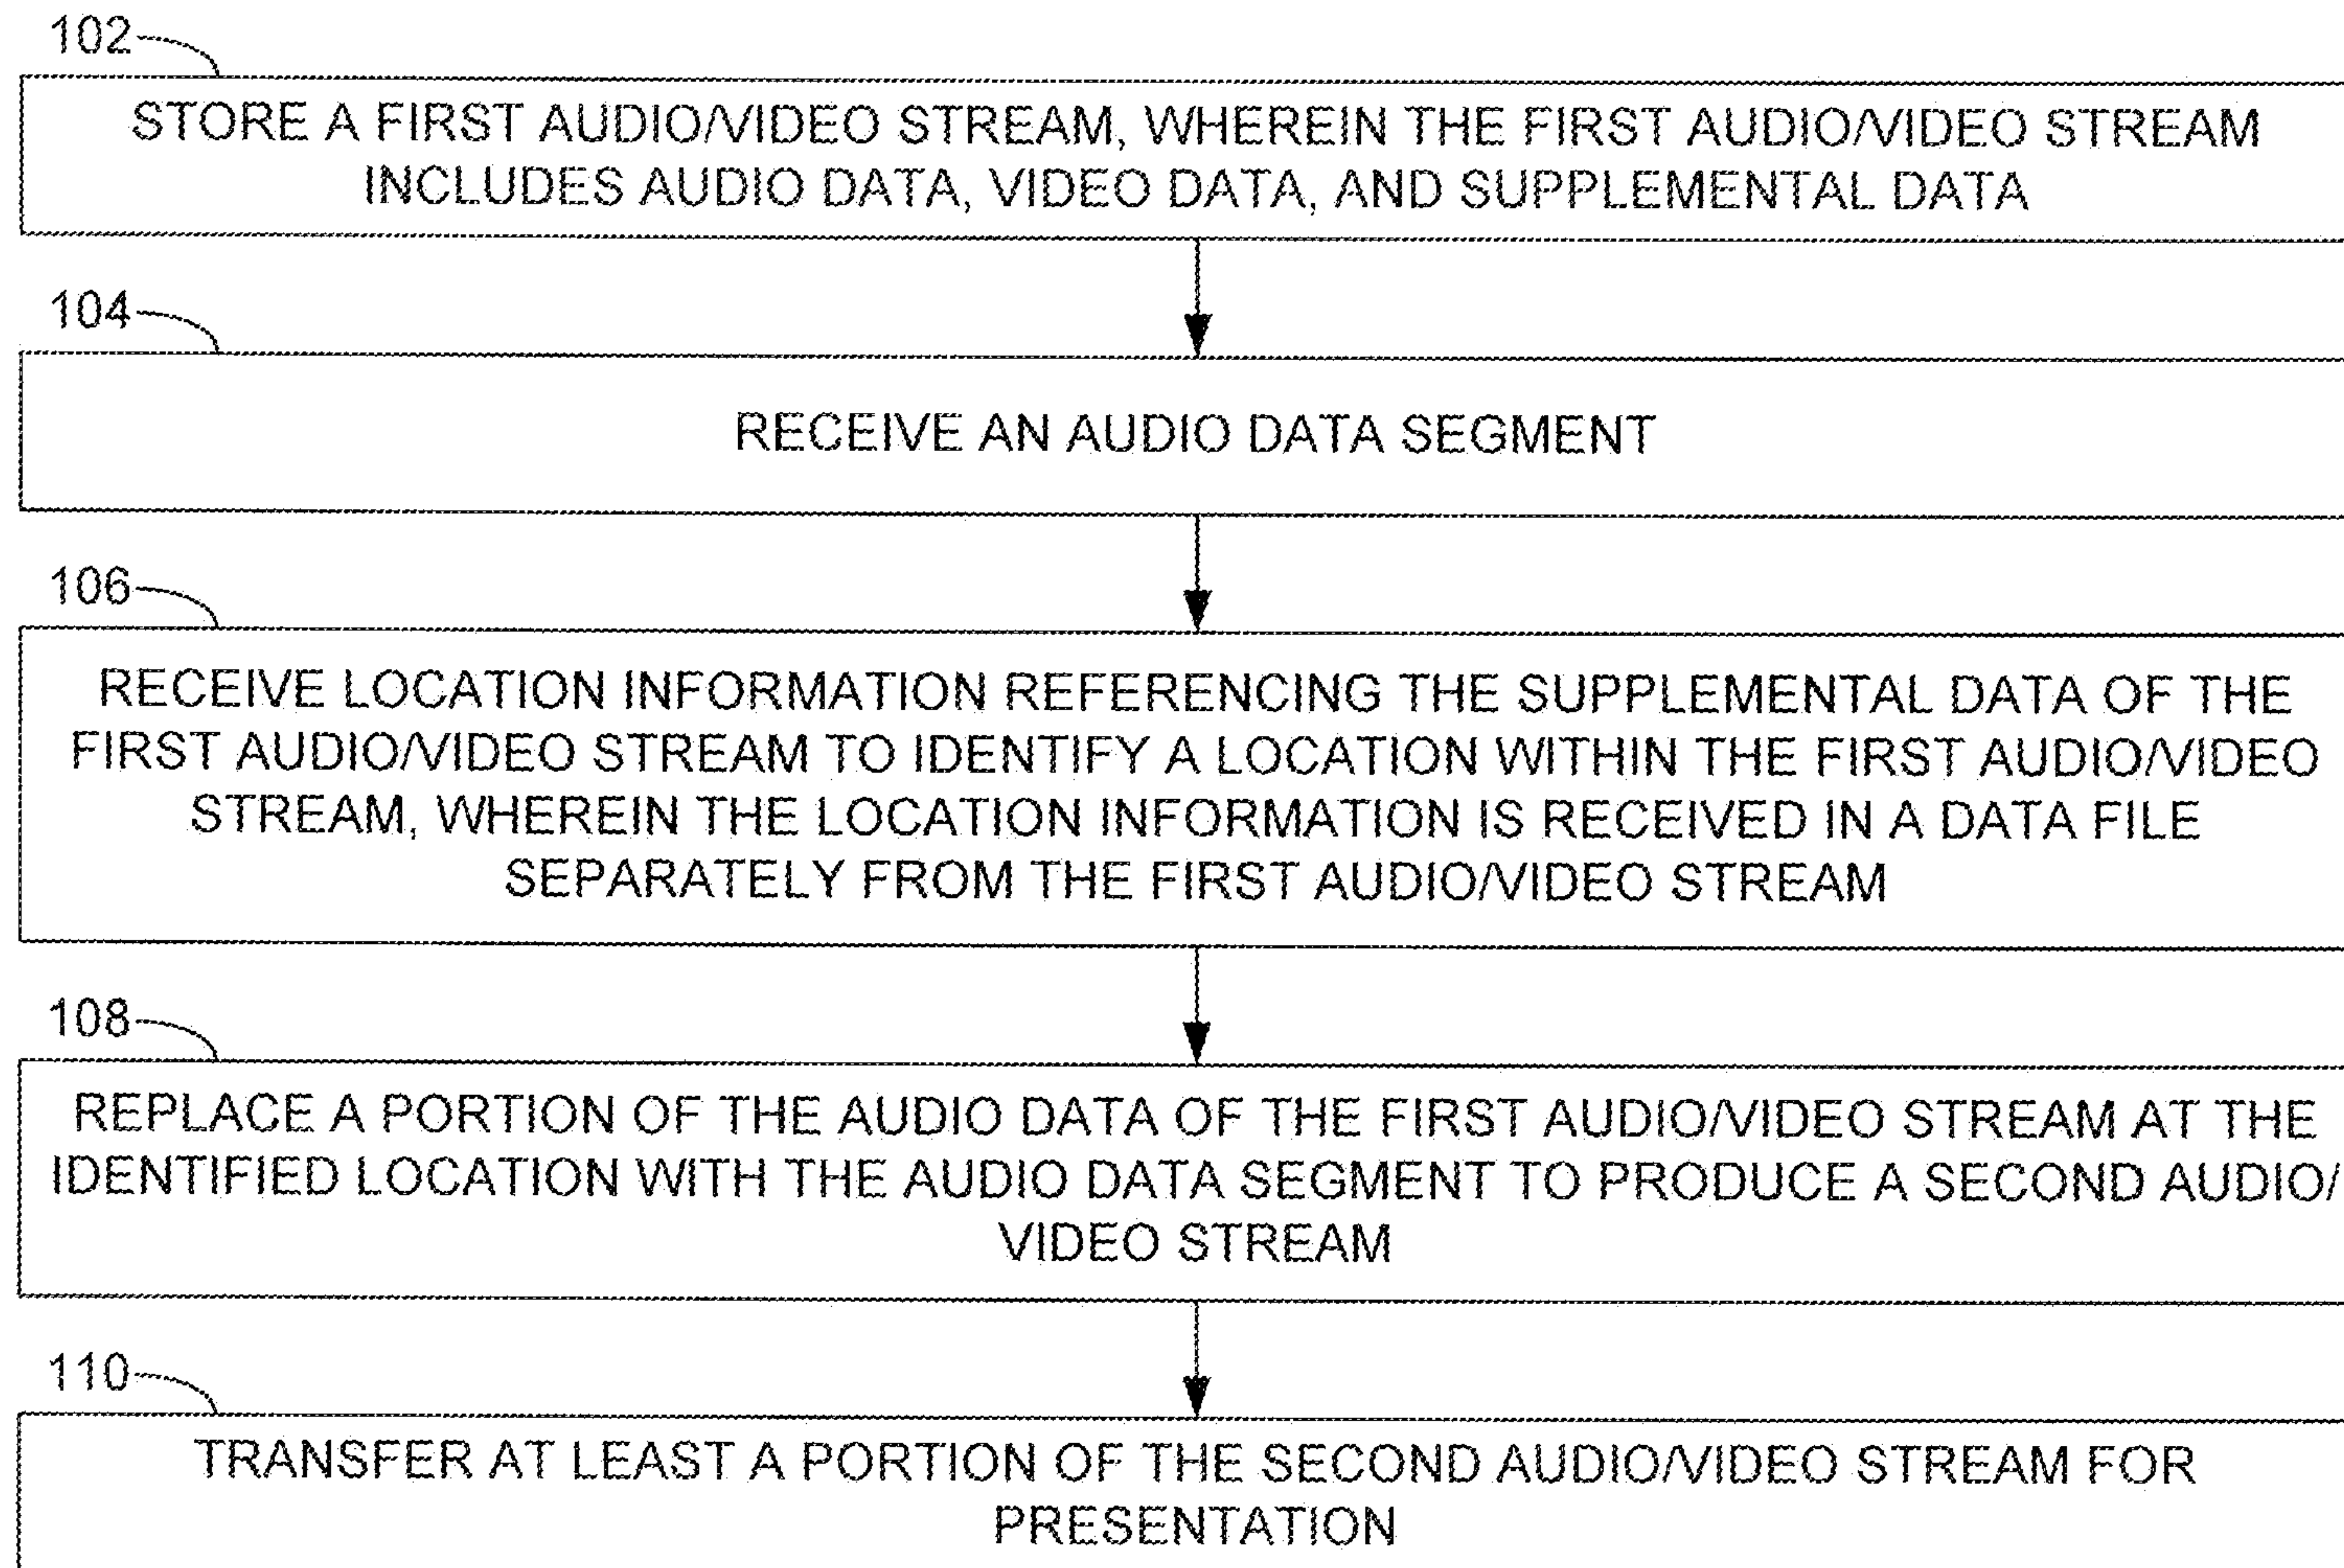 102
STORE A FIRST AUDIO/VIDEO STREAM, WHEREIN THE FIRST AUDIO/VIDEO STREAM
INCLUDES AUDIO DATA, VIDEO DATA, AND SUPPLEMENTAL DATA
104
RECEIVE AN AUDIO DATA SEGMENT
106
RECEIVE LOCATION INFORMATION REFERENCING THE SUPPLEMENTAL DATA OF THE
FIRST AUDIO/VIDEO STREAM TO IDENTIFY A LOCATION WITHIN THE FIRST AUDIO/VIDEO
STREAM, WHEREIN THE LOCATION INFORMATION IS RECEIVED IN A DATA FILE
SEPARATELY FROM THE FIRST AUDIO/VIDEO STREAM
108
REPLACE A PORTION OF THE AUDIO DATA OF THE FIRST AUDIO/VIDEO STREAM AT THE
IDENTIFIED LOCATION WITH THE AUDIO DATA SEGMENT TO PRODUCE A SECOND AUDIO/
VIDEO STREAM
110
TRANSFER AT LEAST A PORTION OF THE SECOND AUDIO/VIDEO STREAM FOR
PRESENTATION